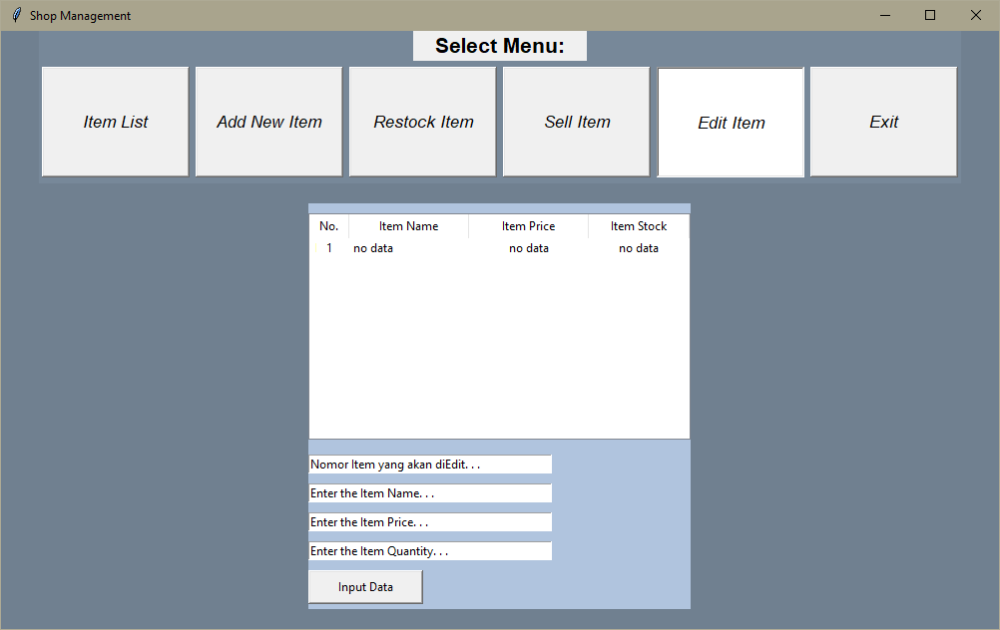 Shop Management
Select Menu:
Item List Add New Item Restock Item Sell Item Edit Item Exit
No. Item Name Item Price Item Stock
1 no data no data no data
Nomor Item yang akan diEdit. . .
Enter the Item Name. . .
Enter the Item Price. . .
Enter the Item Quantity. . .
Input Data